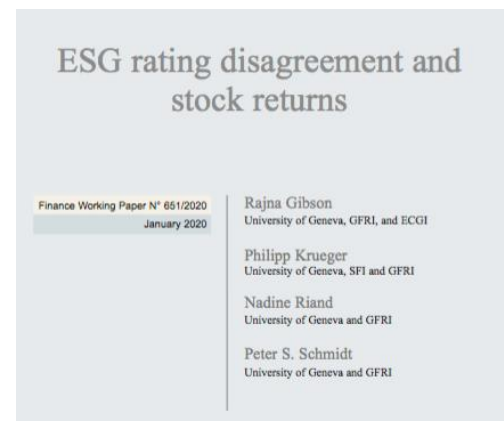 ESG rating disagreement and
stock returns
Finance Working Paper N° 651/2020
January 2020
Rajna Gibson
University of Geneva, GFRI, and ECGI
Philipp Krueger
University of Geneva, SFI and GFRI
Nadine Riand
University of Geneva and GFRI
Peter S. Schmidt
University of Geneva and GFRI